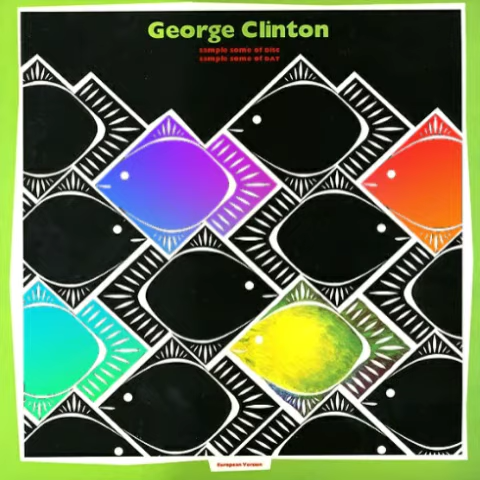 George Clinton
sample some of DISC
sample some of DAT
European Version